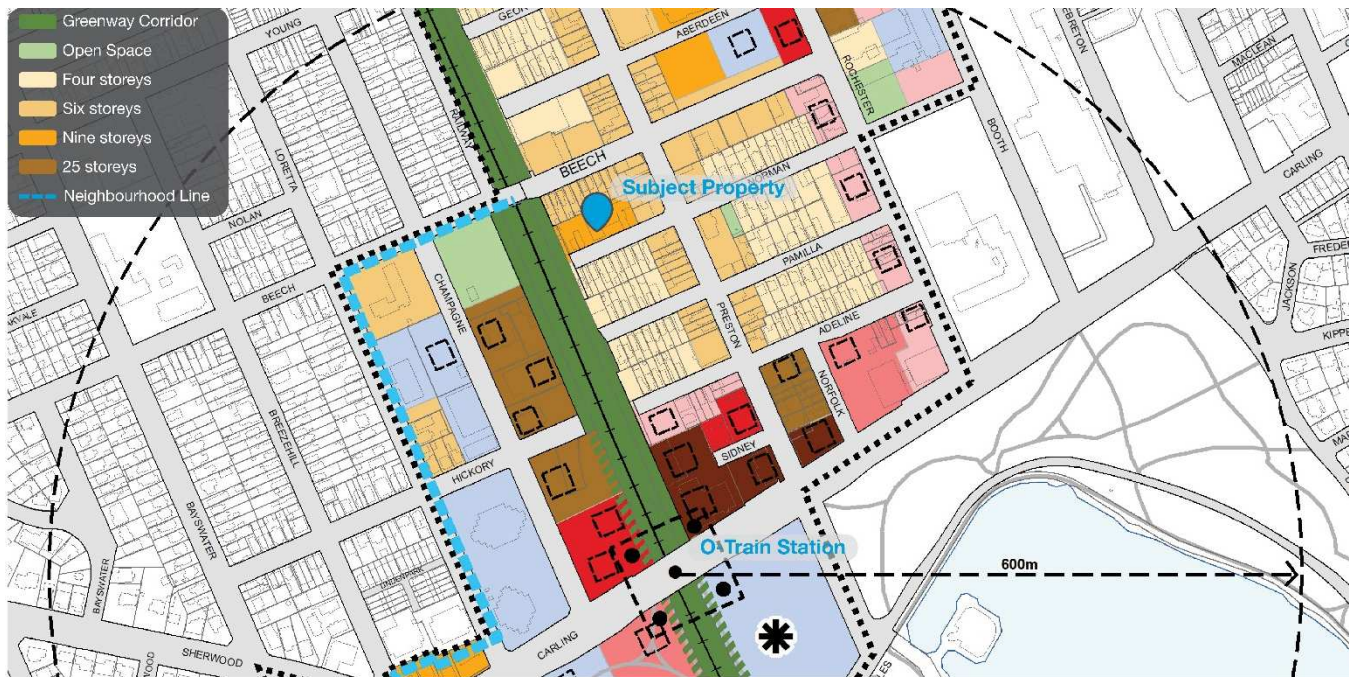 Greenway Corridor
Open Space
Four storeys
Six storeys
Nine storeys
25 storeys
Neighbourhood Line
YOUNG
LORETTA
NOLAN
RAILWAY
ABERDEEN
ROCHESTER
MACLEAN
BOOTH
CARLING
BEECH
NORMAN
Subject Property
BEECH
CHAMPAGNE
PAMILLA
PRESTON
ADELINE
NORFOLK
JACKSON
BREEZEHILL
HICKORY
SIDNEY
BAYSWATER
BAYSWATER
O-Train Station
600m
CARLING
SHERWOOD